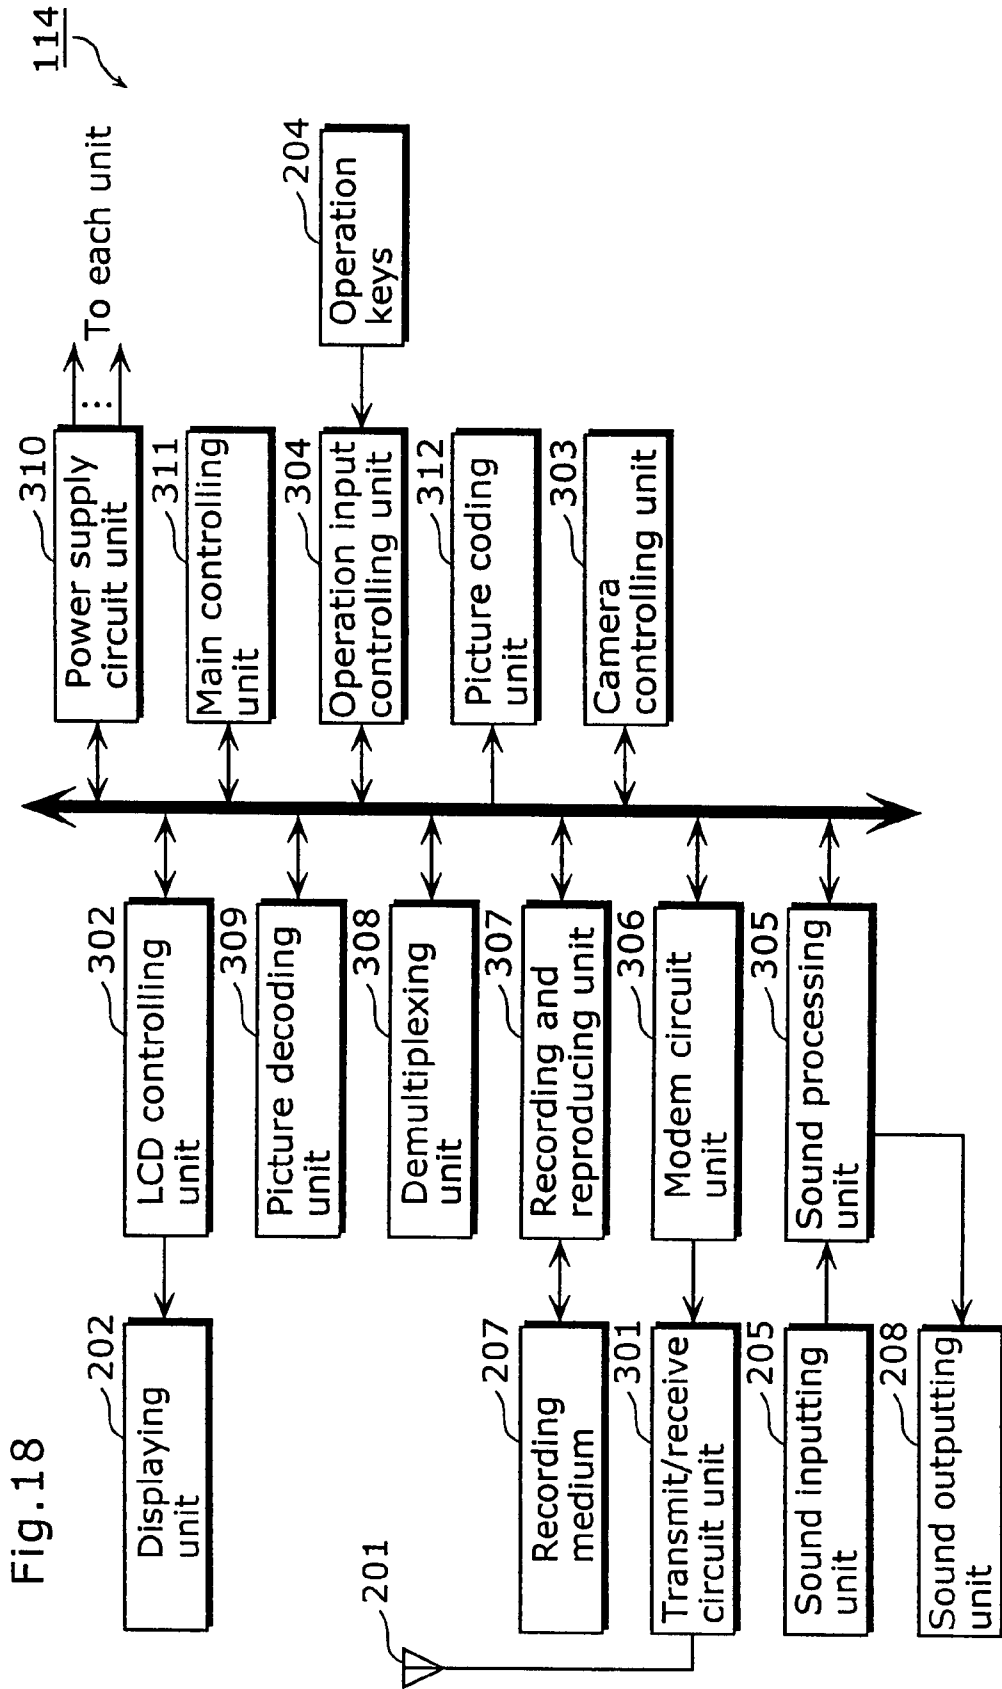 Fig.18
114
202
Displaying
unit
302
LCD controlling
unit
310
Power supply
circuit unit
To each unit
309
Picture decoding
unit
311
Main controlling
unit
308
Demultiplexing
unit
304
Operation input
controlling unit
204
Operation
keys
207
Recording
medium
307
Recording and
reproducing unit
312
Picture coding
unit
201
301
Transmit/receive
circuit unit
306
Modem circuit
unit
303
Camera
controlling unit
205
Sound inputting
unit
305
Sound processing
unit
208
Sound outputting
unit